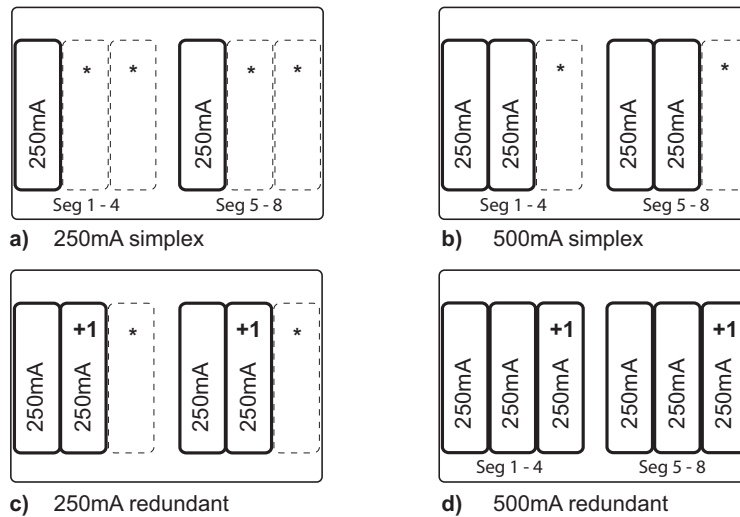 * * * *
250mA 250mA
Seg 1 - 4 Seg 5 - 8
a) 250mA simplex
* *
250mA 250mA 250mA 250mA
Seg 1 - 4 Seg 5 - 8
b) 500mA simplex
+1 * +1 *
250mA 250mA 250mA 250mA
c) 250mA redundant
+1 +1
250mA 250mA 250mA 250mA 250mA 250mA
Seg 1 - 4 Seg 5 - 8
d) 500mA redundant